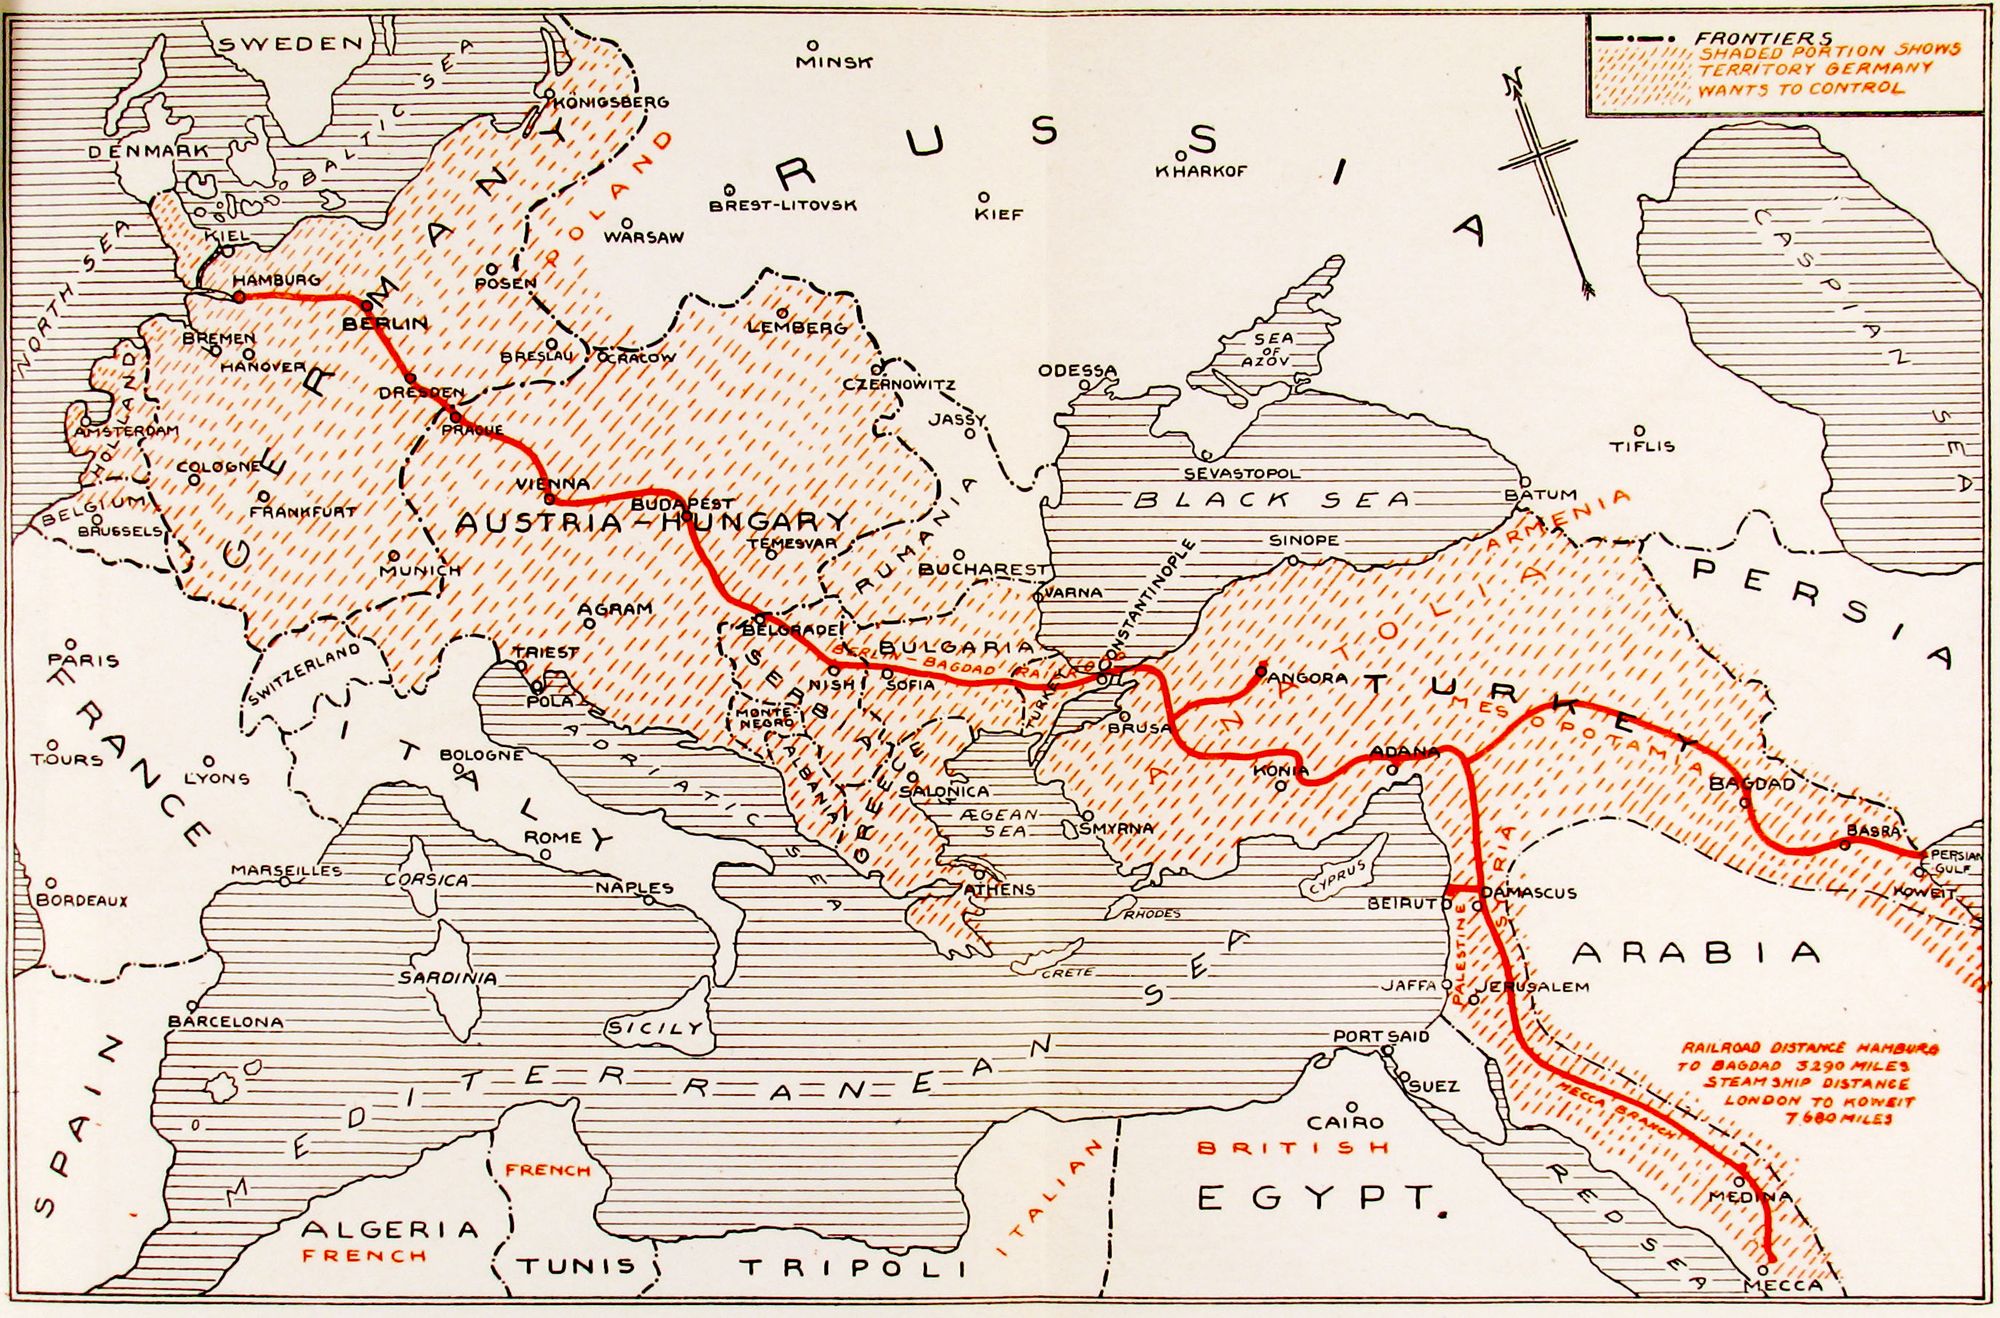 FRONTIERS
SHADED PORTION SHOWS
TERRITORY GERMANY
WANTS TO CONTROL
N
SWEDEN
BALTIC SEA
MINSK
KÖNIGSBERG
DENMARK
RUSSIA
KHARKOF
POLAND
BREST-LITOVSK
KIEF
WARSAW
NORTH SEA
KIEL
POSEN
HAMBURG
BERLIN
GERMANY
CASPIAN SEA
LEMBERG
BREMEN
HANOVER
BRESLAU
CRACOW
SEA
OF
AZOV
ODESSA
CZERNOWITZ
DRESDEN
JASSY
PRAGUE
AMSTERDAM
HOLLAND
TIFLIS
COLOGNE
SEVASTOPOL
BLACK SEA
BATUM
VIENNA
BUDAPEST
BELGIUM
BRUSSELS
FRANKFURT
AUSTRIA-HUNGARY
ARMENIA
SINOPE
TEMESVAR
MUNICH
RUMANIA
BUCHAREST
PERSIA
VARNA
CONSTANTINOPLE
AGRAM
BELGRADE
BULGARIA
BERLIN-BAGDAD RAILROAD
PARIS
FRANCE
SWITZERLAND
TRIEST
SERBIA
NISH
SOFIA
ANATOLIA
ANGORA
TURKEY
TURKEY
POLA
MONTE-
NEGRO
BRUSA
MESOPOTAMIA
TOURS
LYONS
ITALY
BOLOGNE
ADRIATIC SEA
ALBANIA
GREECE
SALONICA
KONIA
ADANA
BAGDAD
ÆGEAN
SEA
SMYRNA
BASRA
ROME
PERSIAN
GULF
MARSEILLES
CORSICA
NAPLES
ATHENS
CYPRUS
KOWEIT
BORDEAUX
RHODES
BEIRUT
DAMASCUS
SYRIA
PALESTINE
ARABIA
CRETE
SARDINIA
JAFFA
JERUSALEM
BARCELONA
SICILY
PORT SAID
MEDITERRANEAN SEA
SUEZ
RAILROAD DISTANCE HAMBURG
TO BAGDAD 3290 MILES
STEAMSHIP DISTANCE
LONDON TO KOWEIT
7680 MILES
MECCA BRANCH
SPAIN
CAIRO
BRITISH
EGYPT.
FRENCH
ITALIAN
MEDINA
RED SEA
ALGERIA
FRENCH
TUNIS
TRIPOLI
MECCA